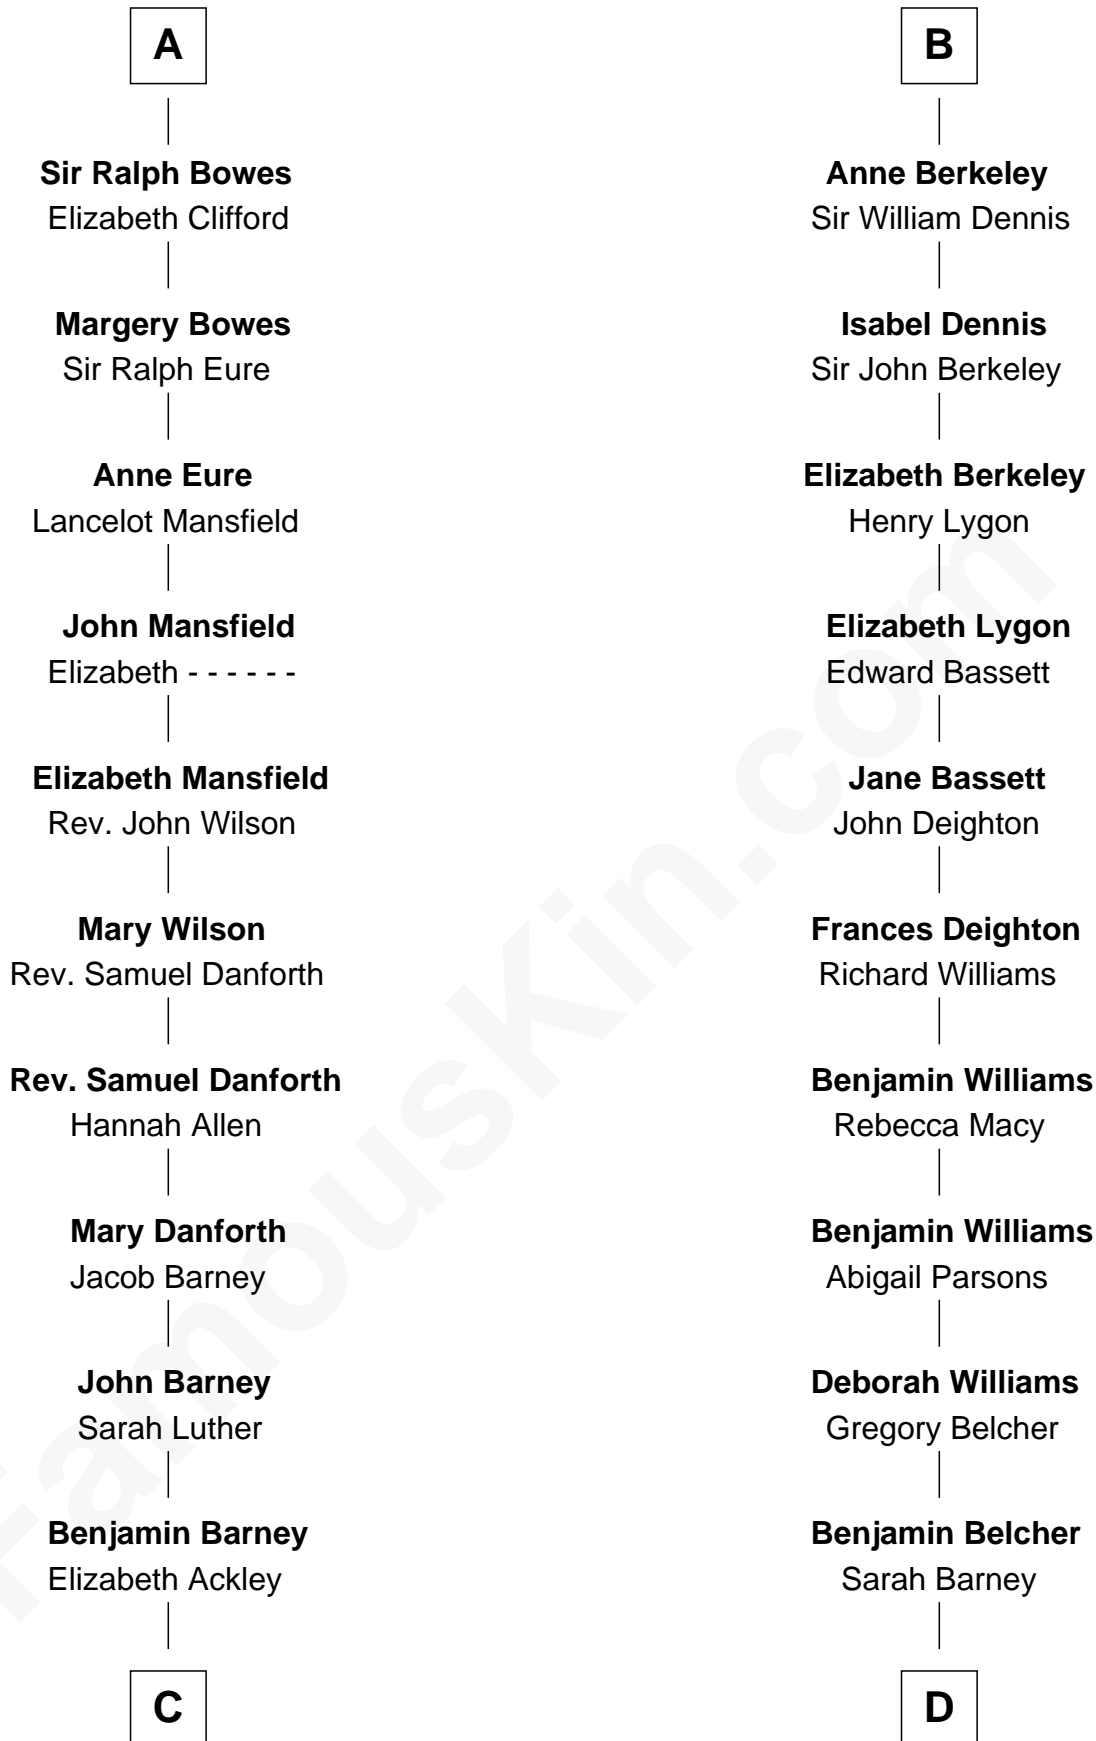 A
Sir Ralph Bowes
Elizabeth Clifford
Margery Bowes
Sir Ralph Eure
Anne Eure
Lancelot Mansfield
John Mansfield
Elizabeth - - - - - -
Elizabeth Mansfield
Rev. John Wilson
Mary Wilson
Rev. Samuel Danforth
Rev. Samuel Danforth
Hannah Allen
Mary Danforth
Jacob Barney
John Barney
Sarah Luther
Benjamin Barney
Elizabeth Ackley
C
B
Anne Berkeley
Sir William Dennis
Isabel Dennis
Sir John Berkeley
Elizabeth Berkeley
Henry Lygon
Elizabeth Lygon
Edward Bassett
Jane Bassett
John Deighton
Frances Deighton
Richard Williams
Benjamin Williams
Rebecca Macy
Benjamin Williams
Abigail Parsons
Deborah Williams
Gregory Belcher
Benjamin Belcher
Sarah Barney
D
FamousKin.com